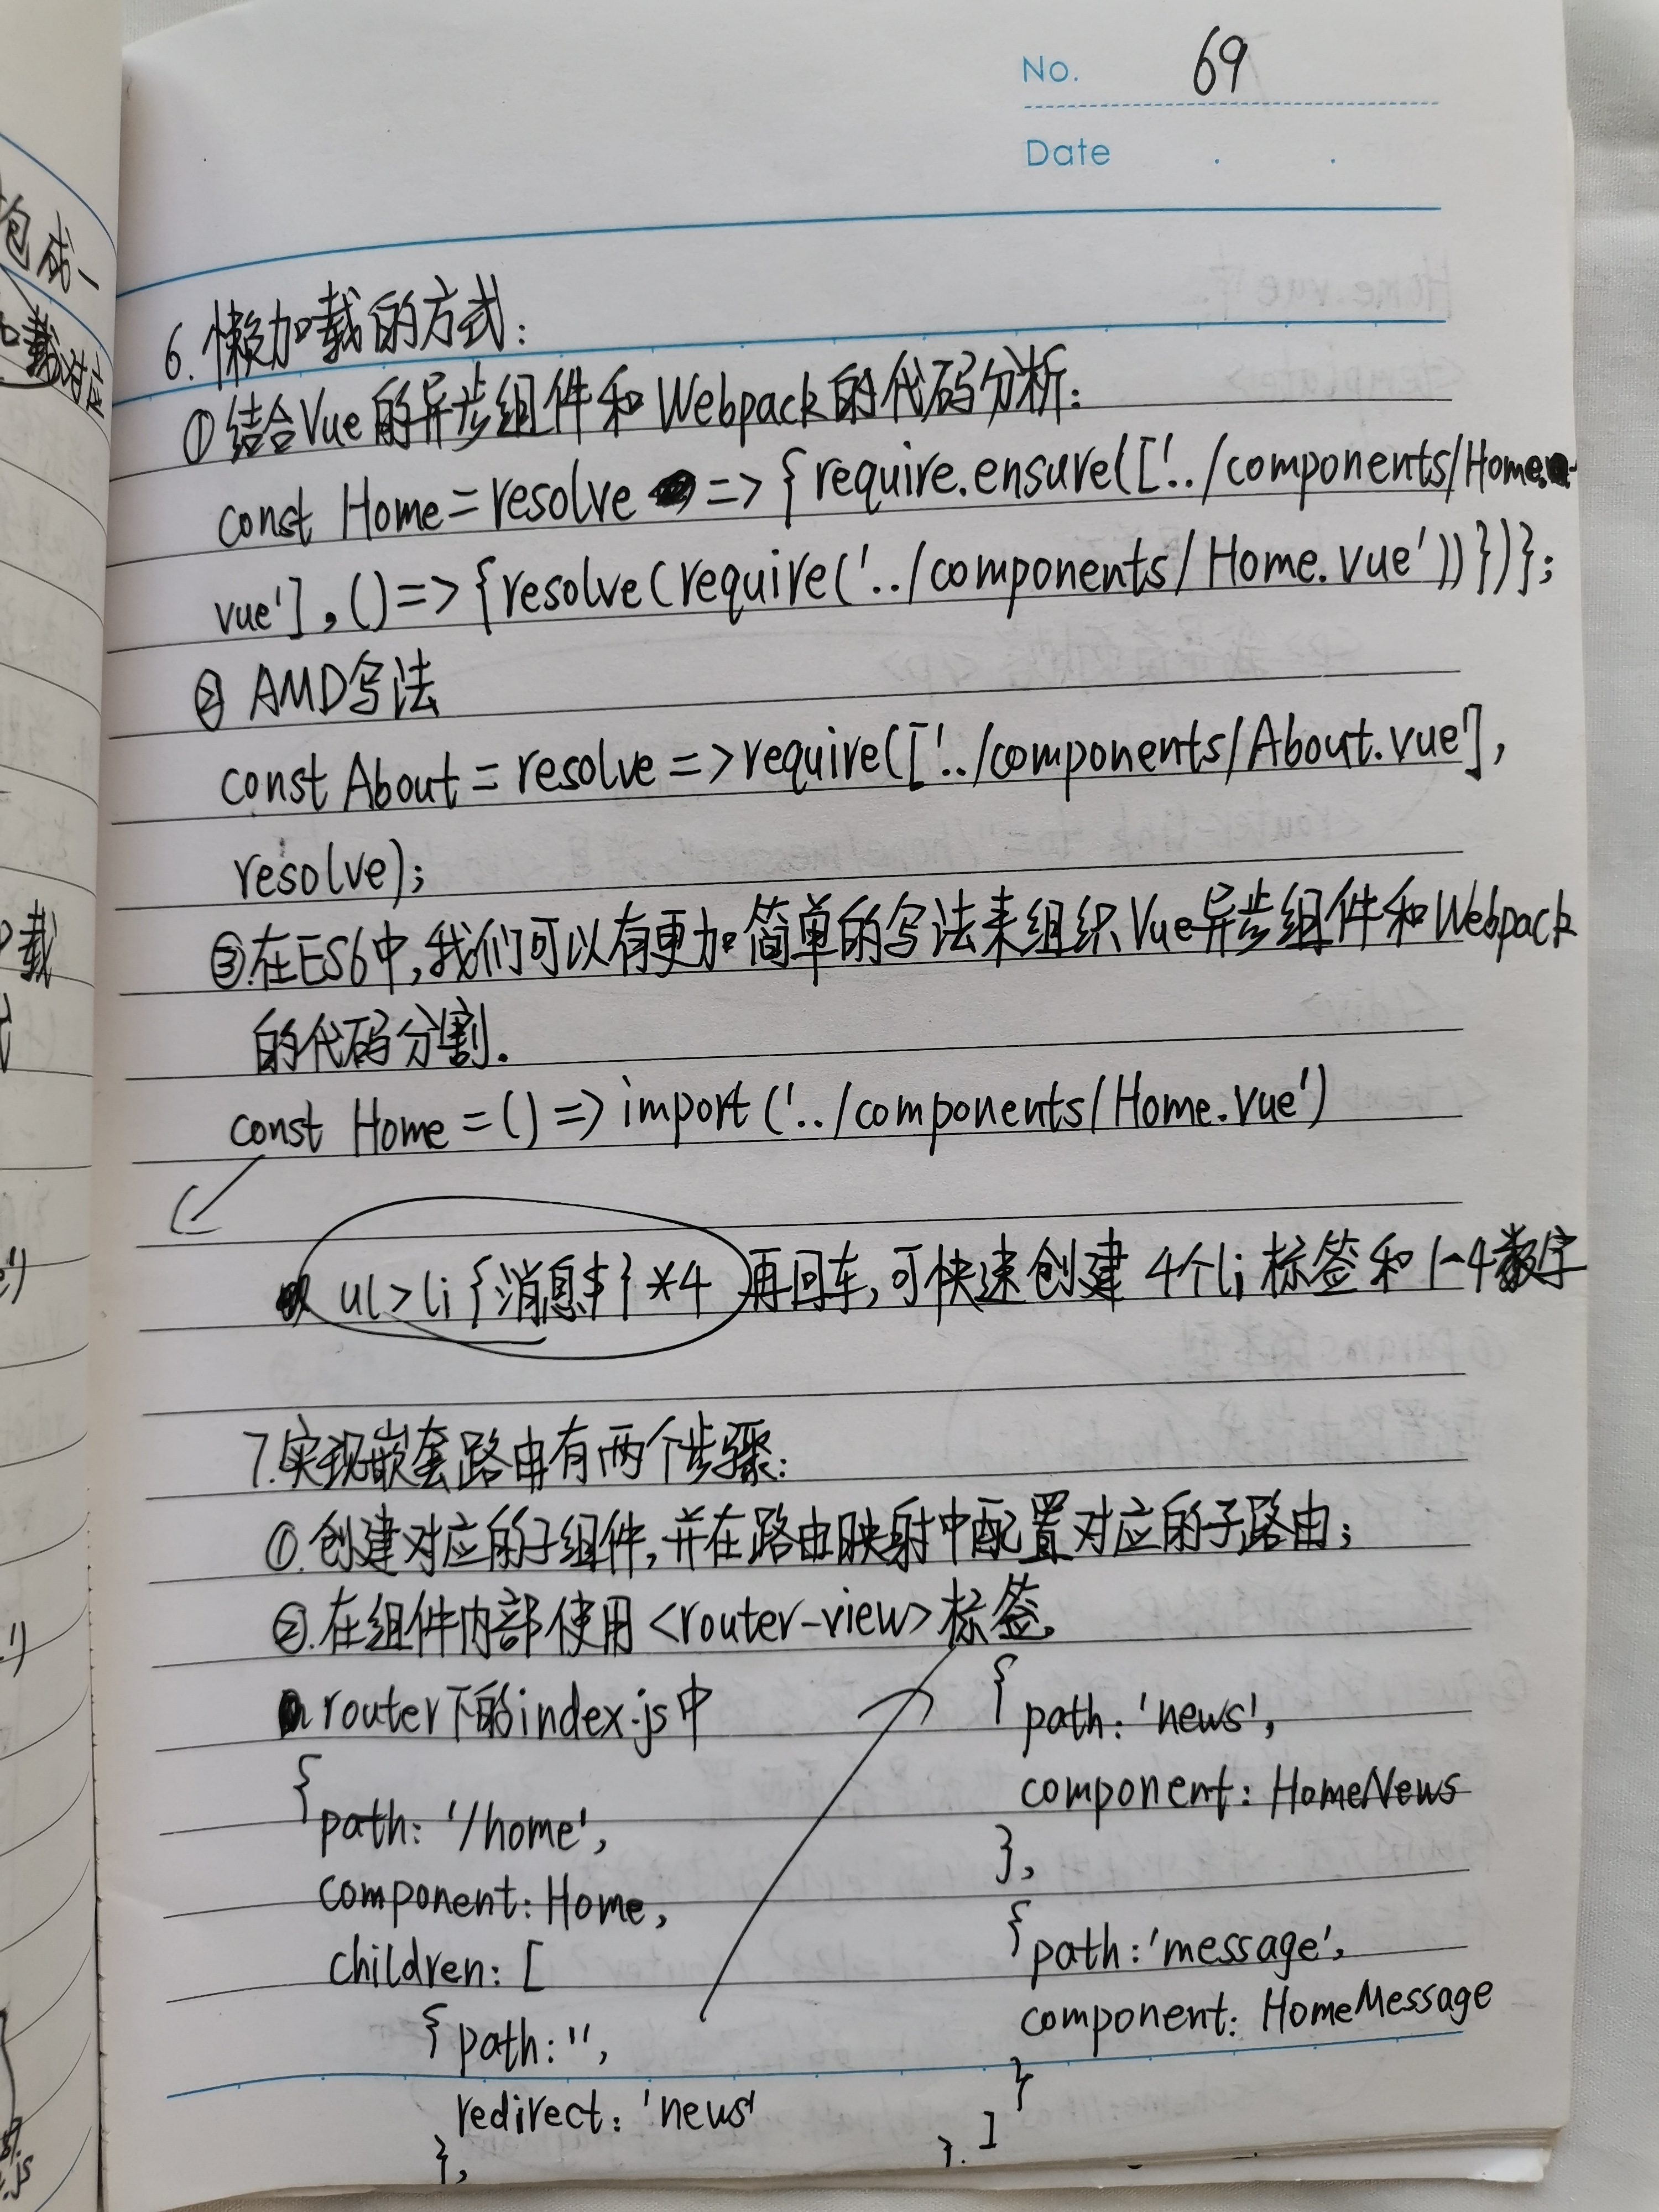 No. 69
Date
6. 懒加载的方式:
①结合Vue的异步组件和Webpack的代码分析:
const Home = resolve => { require.ensure(['../components/Home.
vue'], () => {resolve(require('../components/Home.vue'))})};
② AMD写法
const About = resolve => require(['../components/About.vue'],
resolve);
③.在ES6中,我们可以有更加简单的写法来组织Vue异步组件和Webpack
的代码分割.
const Home = () => import('../components/Home.vue')
ul>li{消息$}*4 再回车,可快速创建4个li标签和1-4数字
7.实现嵌套路由有两个步骤:
①.创建对应的子组件,并在路由映射中配置对应的子路由;
②.在组件内部使用<router-view>标签.
router下的index.js中
{
path: '/home',
component: Home,
children: [
{ path: '',
redirect: 'news'
},
{
path: 'news',
component: HomeNews
},
{
path: 'message',
component: HomeMessage
}
]
},
包成一
加载对应
载
.js